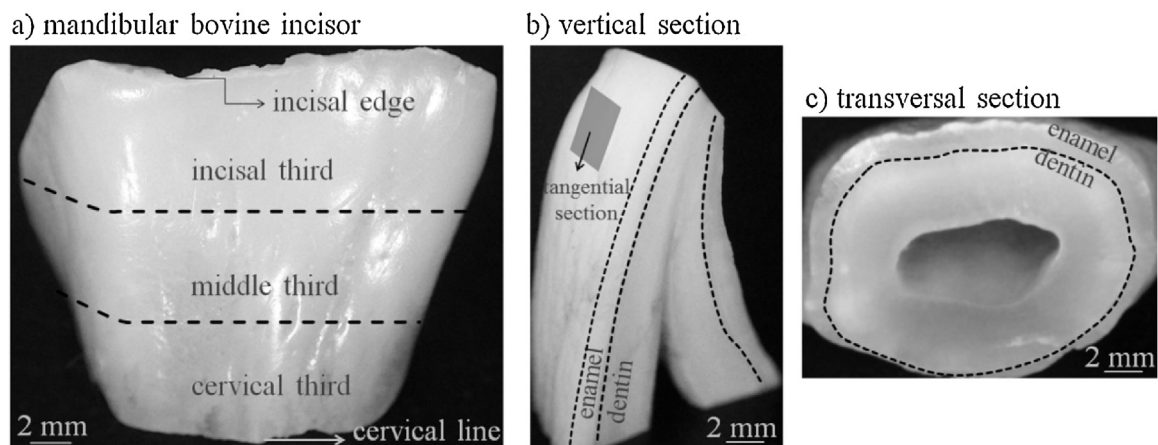 a) mandibular bovine incisor
incisal edge
incisal third
middle third
cervical third
2 mm
cervical line
b) vertical section
tangential
section
enamel
dentin
2 mm
c) transversal section
enamel
dentin
2 mm